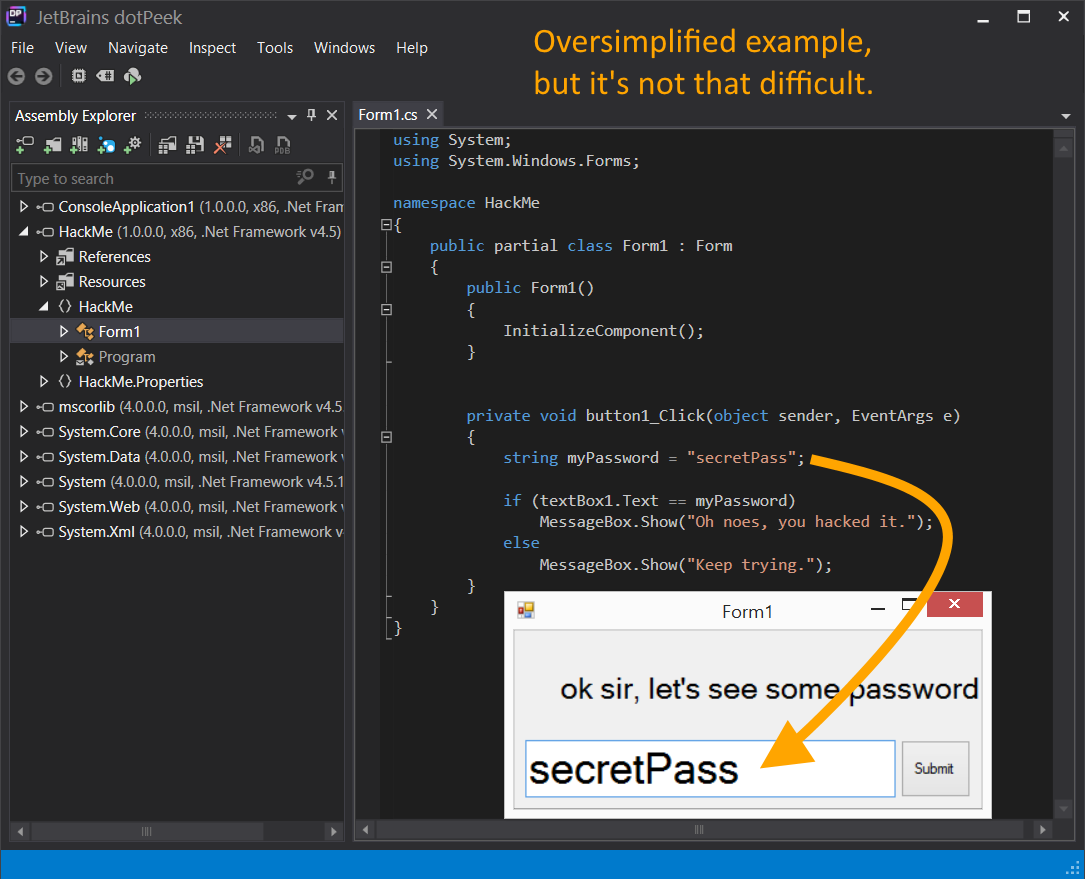 JetBrains dotPeek
File View Navigate Inspect Tools Windows Help
Oversimplified example,
but it's not that difficult.
Assembly Explorer
Type to search
ConsoleApplication1 (1.0.0.0, x86, .Net Fram
HackMe (1.0.0.0, x86, .Net Framework v4.5)
References
Resources
HackMe
Form1
Program
HackMe.Properties
mscorlib (4.0.0.0, msil, .Net Framework v4.5
System.Core (4.0.0.0, msil, .Net Framework v
System.Data (4.0.0.0, msil, .Net Framework v
System (4.0.0.0, msil, .Net Framework v4.5.1
System.Web (4.0.0.0, msil, .Net Framework v
System.Xml (4.0.0.0, msil, .Net Framework v
Form1.cs
using System;
using System.Windows.Forms;
namespace HackMe
{
public partial class Form1 : Form
{
public Form1()
{
InitializeComponent();
}
private void button1_Click(object sender, EventArgs e)
{
string myPassword = "secretPass";
if (textBox1.Text == myPassword)
MessageBox.Show("Oh noes, you hacked it.");
else
MessageBox.Show("Keep trying.");
}
}
}
Form1
ok sir, let's see some password
secretPass
Submit